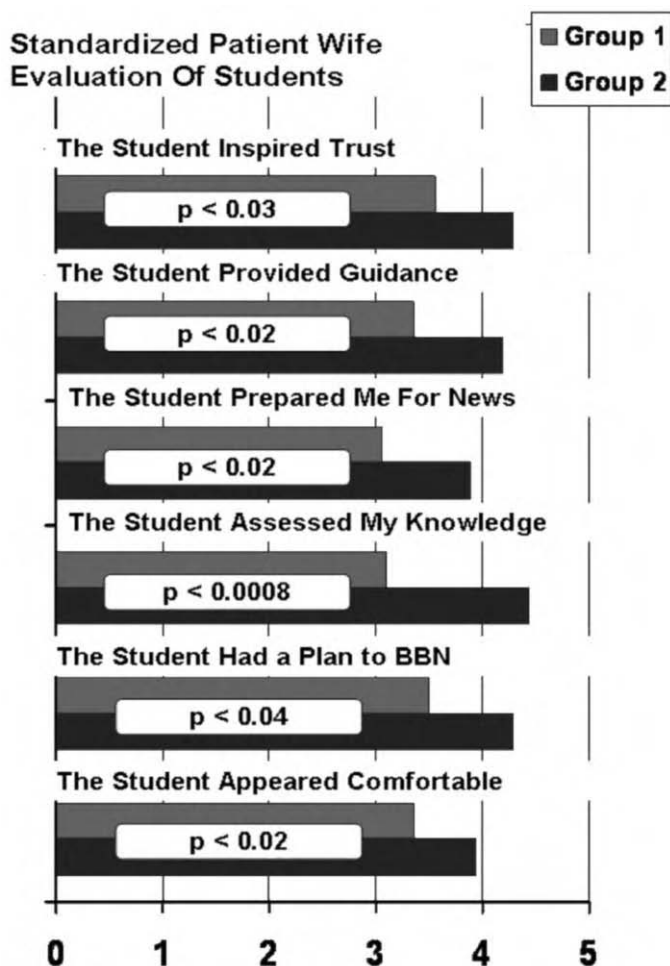 Standardized Patient Wife
Evaluation Of Students
Group 1
Group 2
The Student Inspired Trust
p < 0.03
The Student Provided Guidance
p < 0.02
The Student Prepared Me For News
p < 0.02
The Student Assessed My Knowledge
p < 0.0008
The Student Had a Plan to BBN
p < 0.04
The Student Appeared Comfortable
p < 0.02
0 1 2 3 4 5